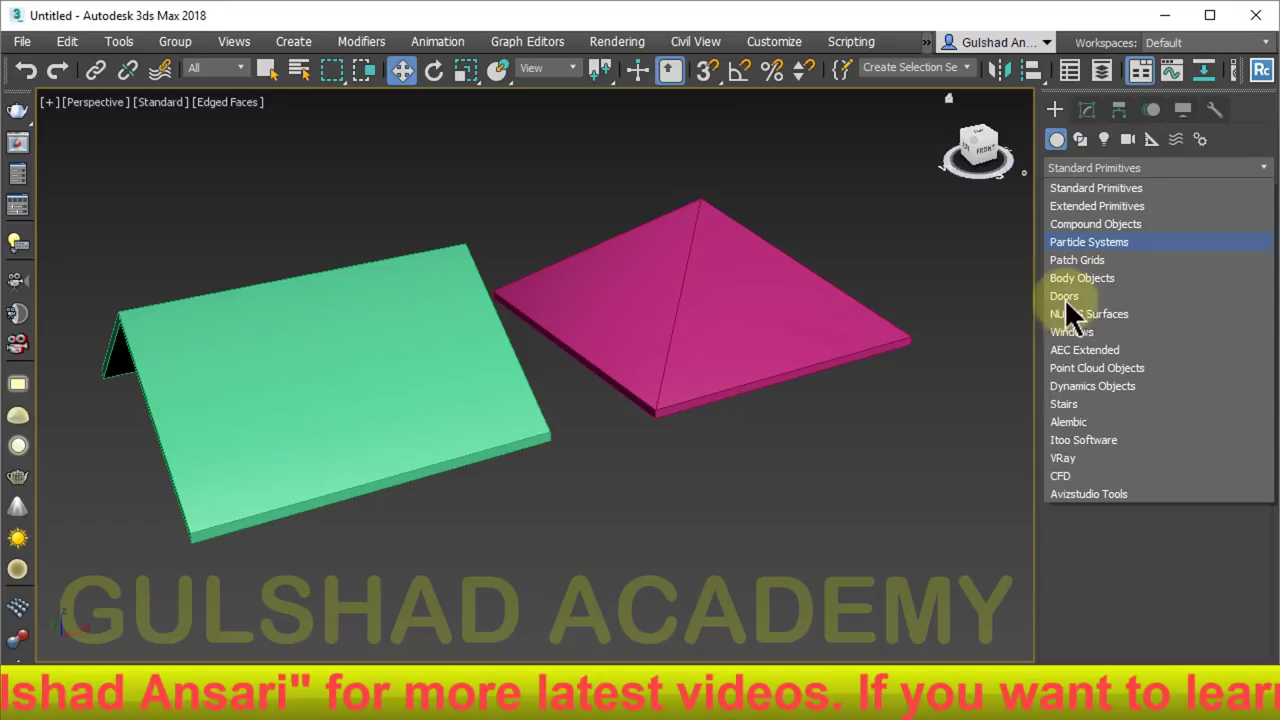 Untitled - Autodesk 3ds Max 2018
File Edit Tools Group Views Create Modifiers Animation Graph Editors Rendering Civil View Customize Scripting » Gulshad An... Workspaces: Default
All View Create Selection Se Rc
[+] [Perspective] [Standard] [Edged Faces]
FRONT
Standard Primitives
Standard Primitives
Extended Primitives
Compound Objects
Particle Systems
Patch Grids
Body Objects
Doors
Surfaces
Windows
AEC Extended
Point Cloud Objects
Dynamics Objects
Stairs
Alembic
Itoo Software
VRay
CFD
Avizstudio Tools
GULSHAD ACADEMY
lshad Ansari" for more latest videos. If you want to lear